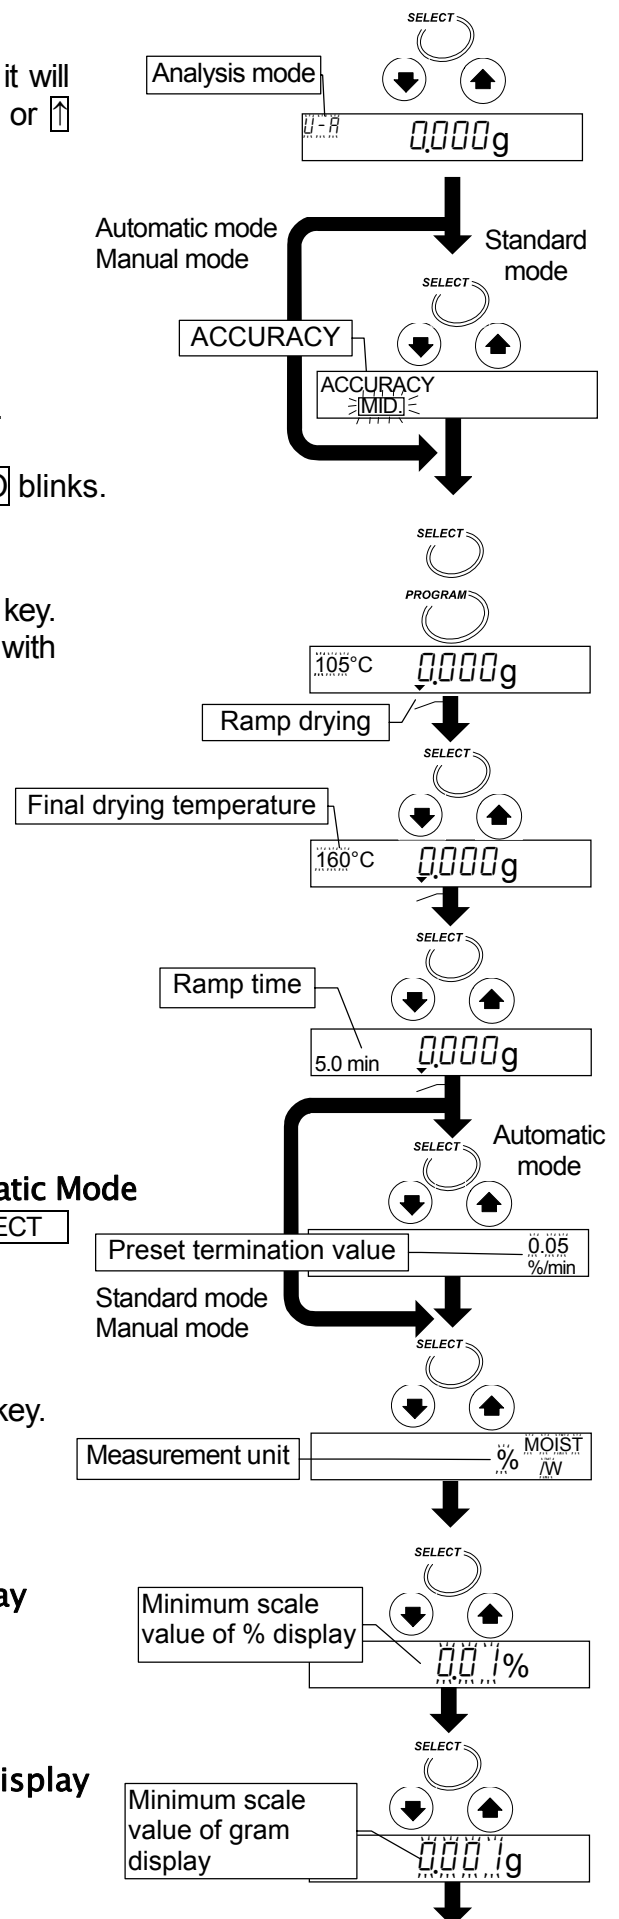 SELECT
it will
Analysis mode
or ↑
U-A 0.000g
Automatic mode
Manual mode
Standard
mode
SELECT
ACCURACY
ACCURACY
MID.
blinks.
SELECT
key.
PROGRAM
with
105°C 0.000g
Ramp drying
SELECT
Final drying temperature
160°C 0.000g
SELECT
Ramp time
5.0 min 0.000g
Automatic
mode
SELECT
atic Mode
ECT
Preset termination value
0.05
%/min
Standard mode
Manual mode
SELECT
key.
Measurement unit
% MOIST
/W
SELECT
ay
Minimum scale
value of % display
0.01%
SELECT
isplay
Minimum scale
value of gram
display
0.001g